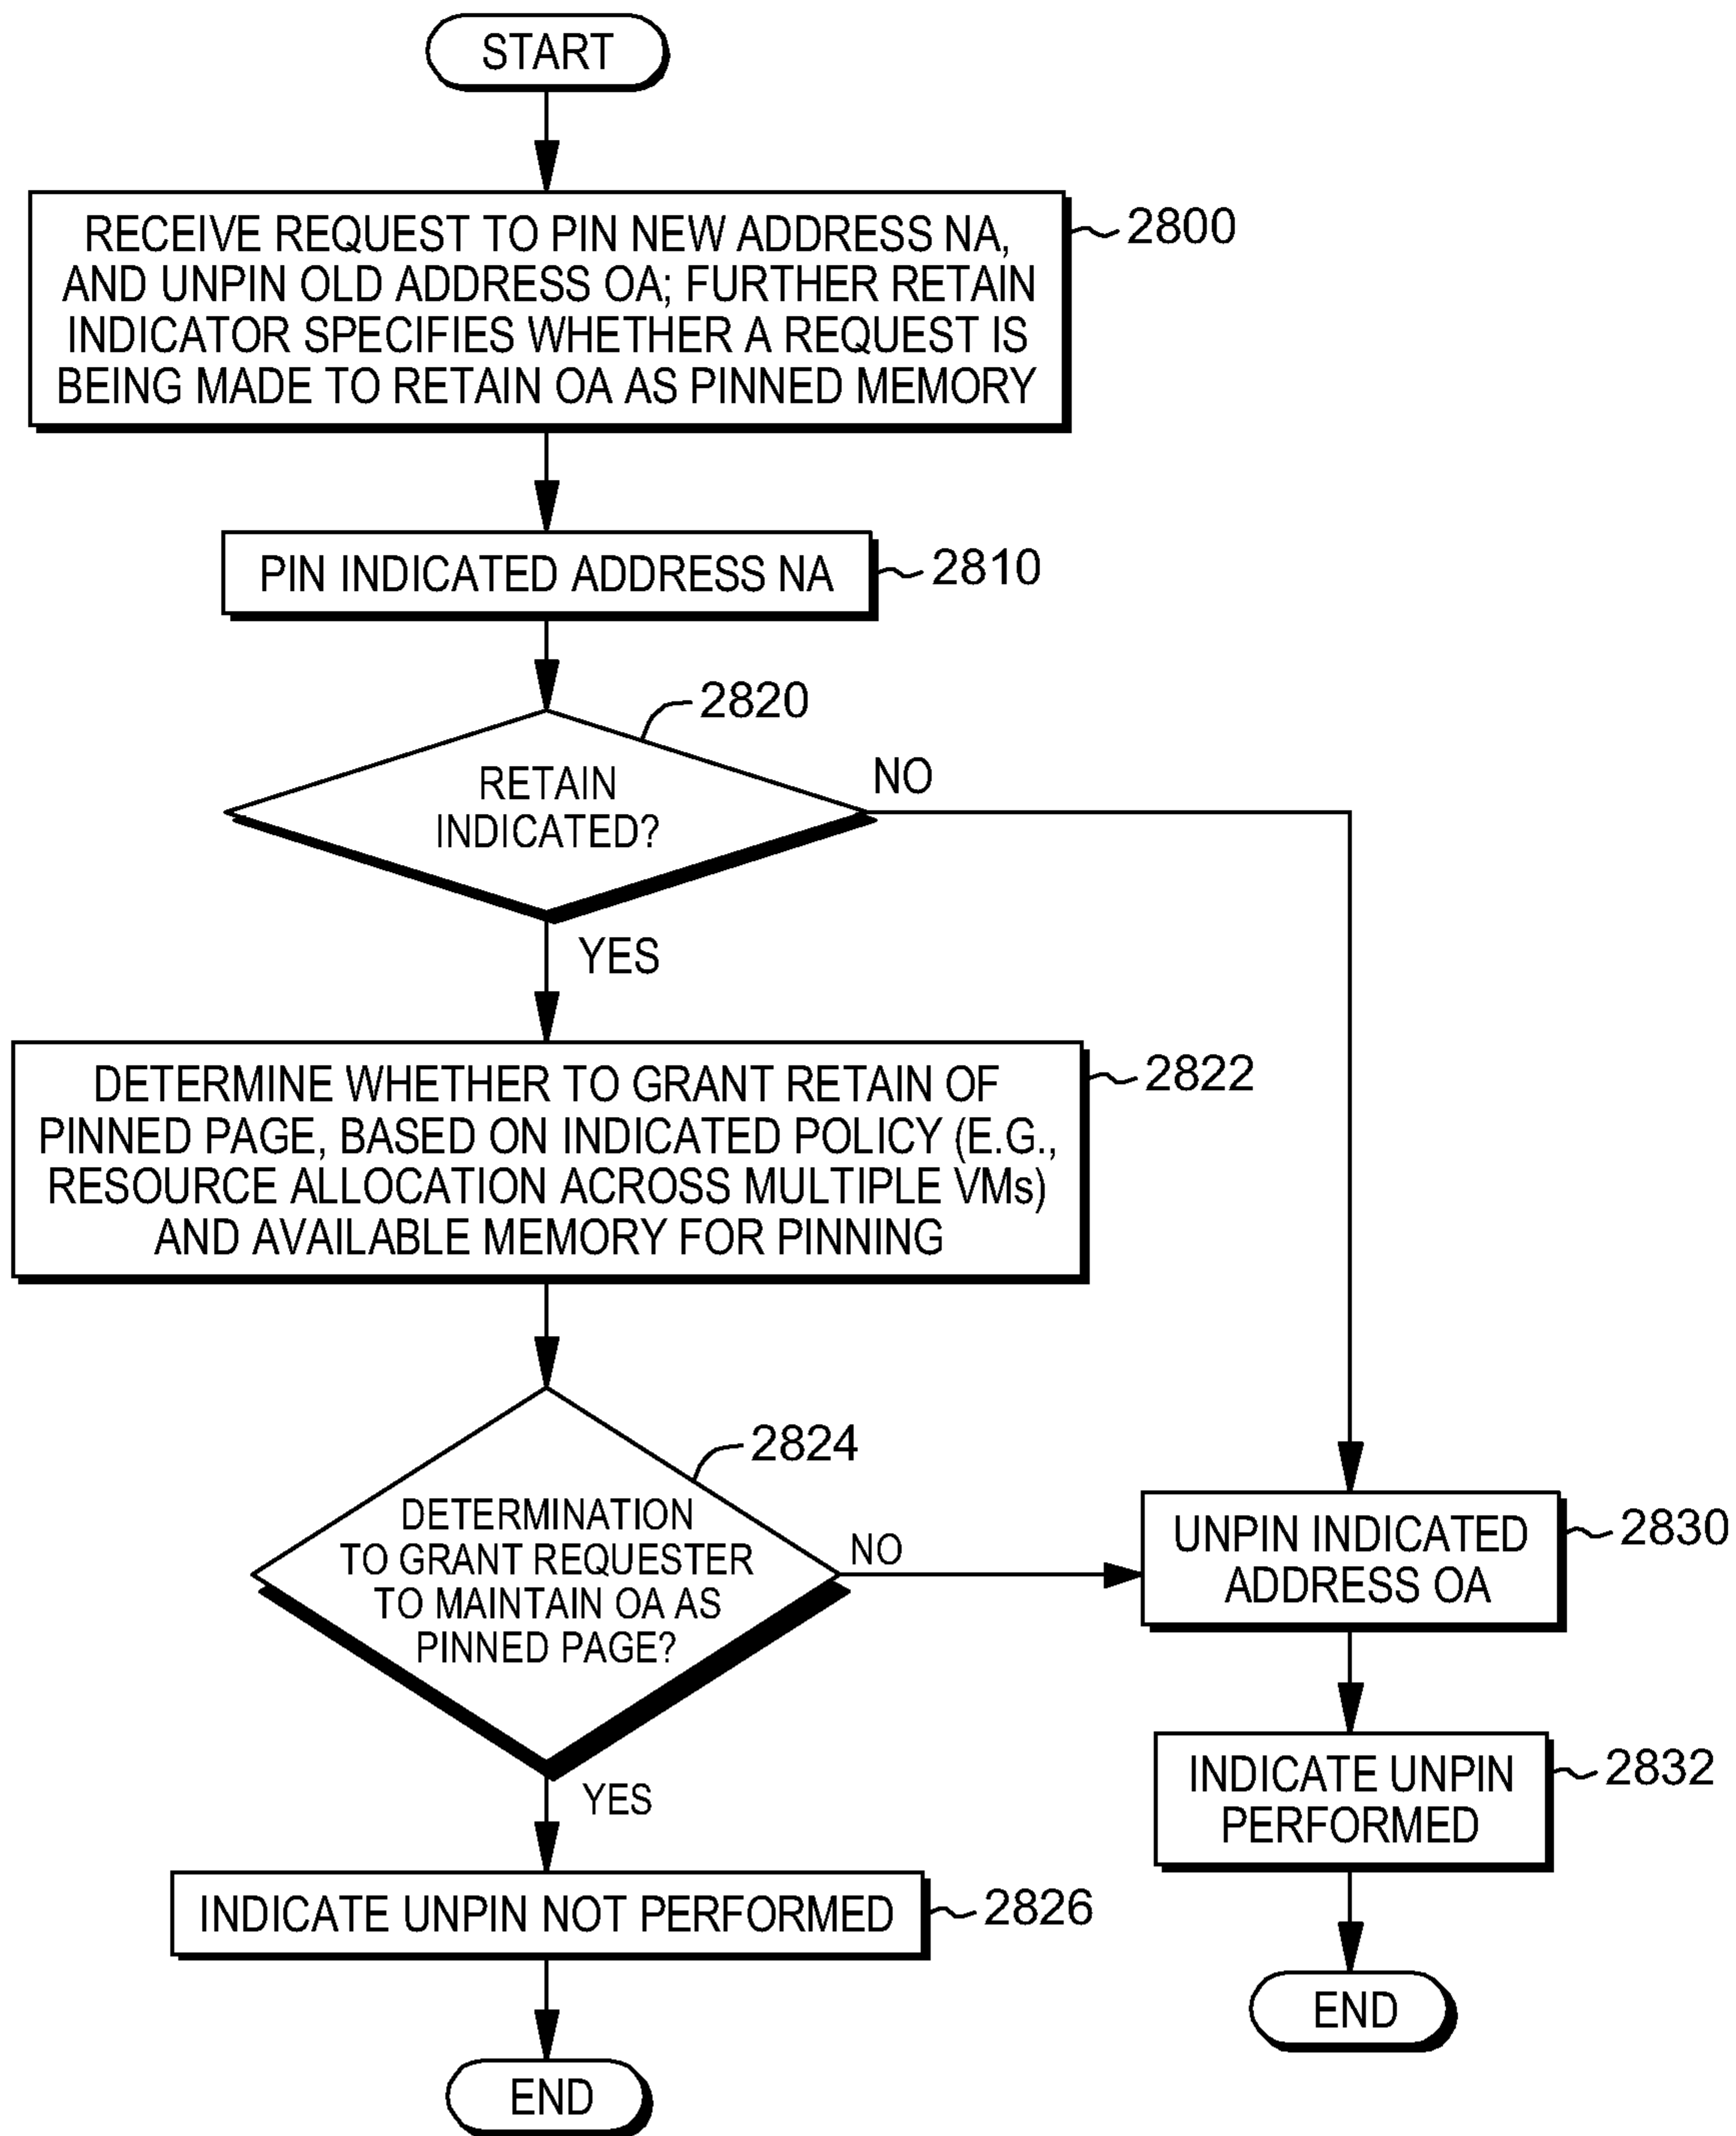 START
RECEIVE REQUEST TO PIN NEW ADDRESS NA,
AND UNPIN OLD ADDRESS OA; FURTHER RETAIN
INDICATOR SPECIFIES WHETHER A REQUEST IS
BEING MADE TO RETAIN OA AS PINNED MEMORY
2800
PIN INDICATED ADDRESS NA
2810
2820
RETAIN
INDICATED?
NO
YES
DETERMINE WHETHER TO GRANT RETAIN OF
PINNED PAGE, BASED ON INDICATED POLICY (E.G.,
RESOURCE ALLOCATION ACROSS MULTIPLE VMs)
AND AVAILABLE MEMORY FOR PINNING
2822
2824
DETERMINATION
TO GRANT REQUESTER
TO MAINTAIN OA AS
PINNED PAGE?
NO
YES
UNPIN INDICATED
ADDRESS OA
2830
INDICATE UNPIN
PERFORMED
2832
INDICATE UNPIN NOT PERFORMED
2826
END
END